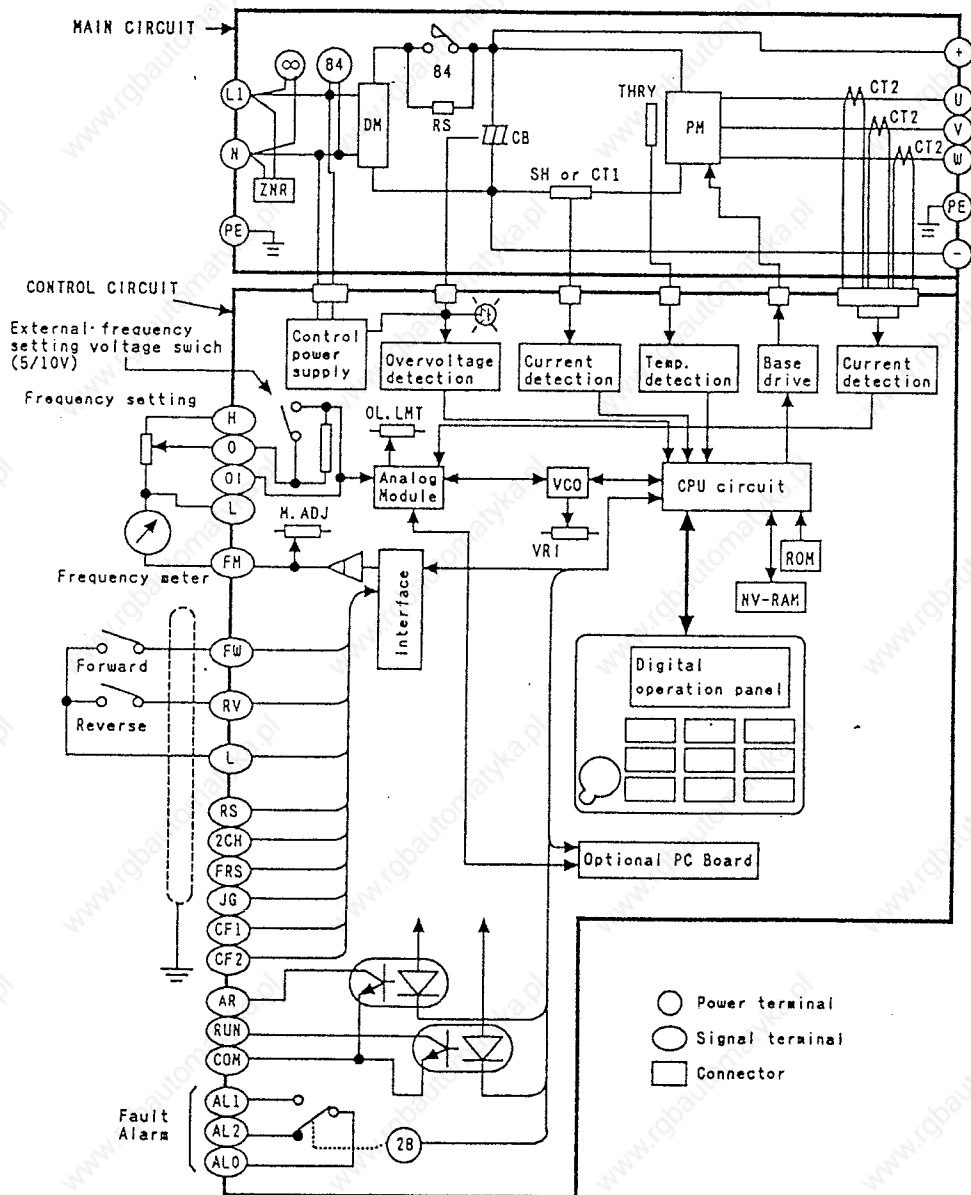 MAIN CIRCUIT
∞
84
L1
N
PE
ZNR
DM
84
RS
CB
SH or CT1
THRY
PM
CT2
CT2
CT2
+
U
V
W
PE
-
CONTROL CIRCUIT
External·frequency
setting voltage swich
(5/10V)
Frequency setting
Control
power
supply
Overvoltage
detection
Current
detection
Temp.
detection
Base
drive
Current
detection
H
O
OI
L
FM
OL.LMT
Analog
Module
VCO
VR1
CPU circuit
ROM
NV-RAM
M.ADJ
Frequency meter
Interface
Digital
operation panel
Forward
Reverse
FW
RV
L
RS
2CH
FRS
JG
CF1
CF2
AR
RUN
COM
AL1
AL2
AL0
Fault
Alarm
28
Optional PC Board
Power terminal
Signal terminal
Connector
www.rgbautomatyka.pl